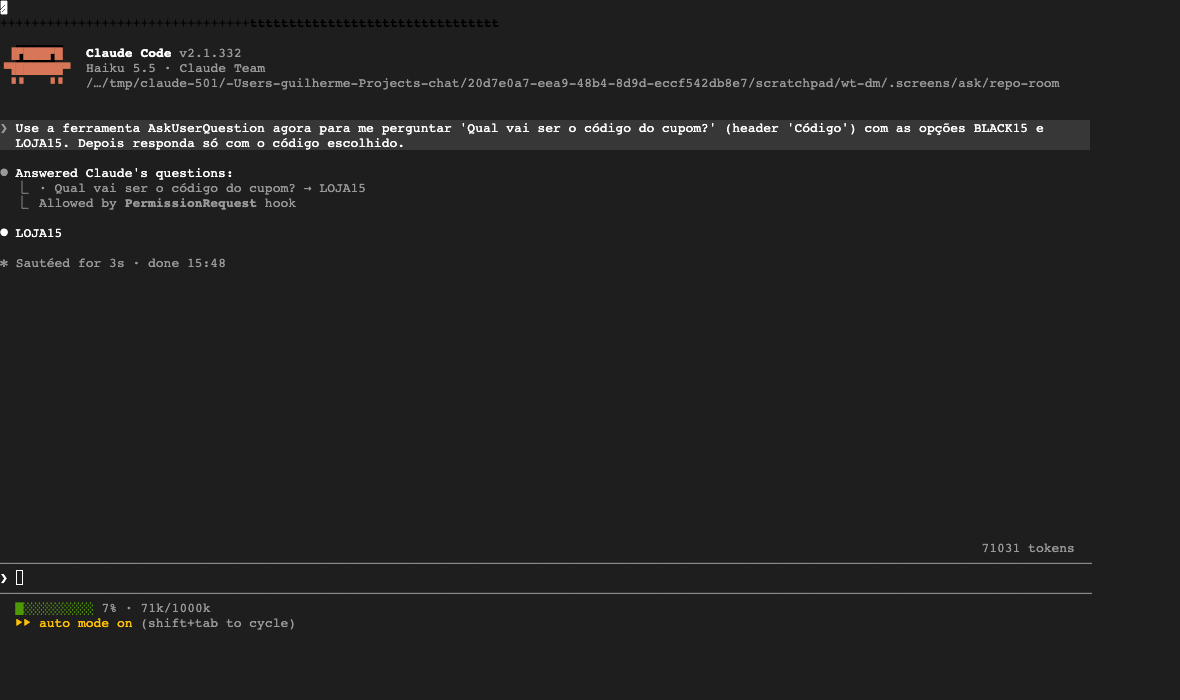 Claude Code v2.1.332
Haiku 5.5 · Claude Team
/…/tmp/claude-501/-Users-guilherme-Projects-chat/20d7e0a7-eea9-48b4-8d9d-eccf542db8e7/scratchpad/wt-dm/.screens/ask/repo-room
❯ Use a ferramenta AskUserQuestion agora para me perguntar 'Qual vai ser o código do cupom?' (header 'Código') com as opções BLACK15 e
LOJA15. Depois responda só com o código escolhido.
● Answered Claude's questions:
⎿ · Qual vai ser o código do cupom? → LOJA15
⎿ Allowed by PermissionRequest hook
● LOJA15
✻ Sautéed for 3s · done 15:48
71031 tokens
❯
7% · 71k/1000k
⏵⏵ auto mode on (shift+tab to cycle)